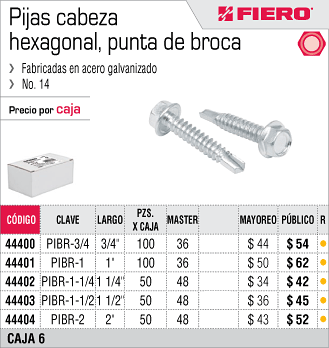 Pijas cabeza
hexagonal, punta de broca
FIERO®
Fabricadas en acero galvanizado
No. 14
Precio por caja
CÓDIGO CLAVE LARGO PZS. X CAJA MASTER MAYOREO PÚBLICO R
44400 PIBR-3/4 3/4" 100 36 $ 44 $ 54
44401 PIBR-1 1" 100 36 $ 50 $ 62
44402 PIBR-1-1/4 1 1/4" 50 48 $ 34 $ 42
44403 PIBR-1-1/2 1 1/2" 50 48 $ 36 $ 45
44404 PIBR-2 2" 50 48 $ 43 $ 52
CAJA 6